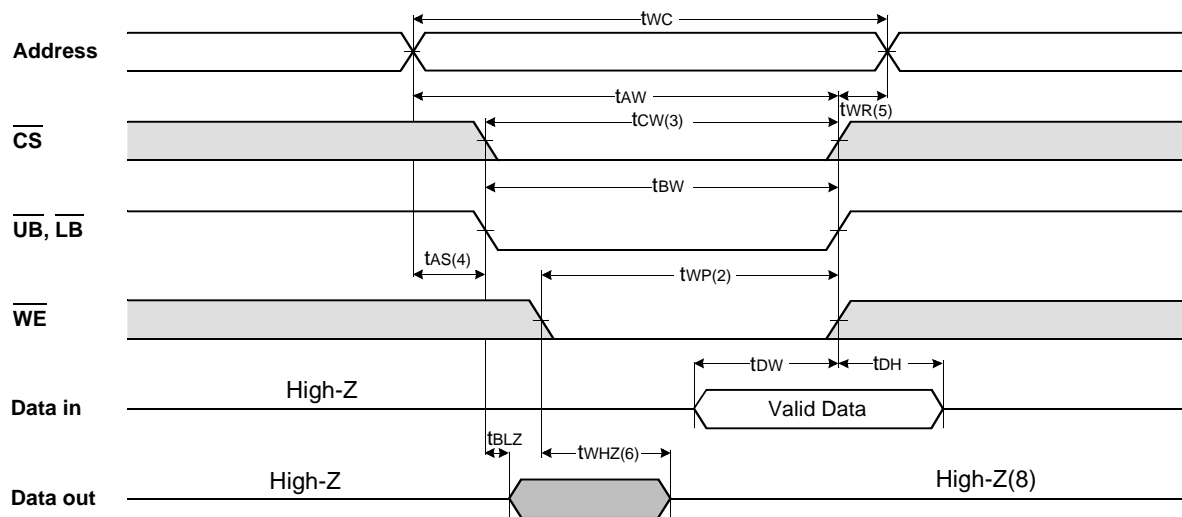 tWC
Address
tAW
tWR(5)
tCW(3)
CS
tBW
UB, LB
tAS(4)
tWP(2)
WE
tDW
tDH
High-Z
Data in
Valid Data
tBLZ
tWHZ(6)
High-Z
High-Z(8)
Data out